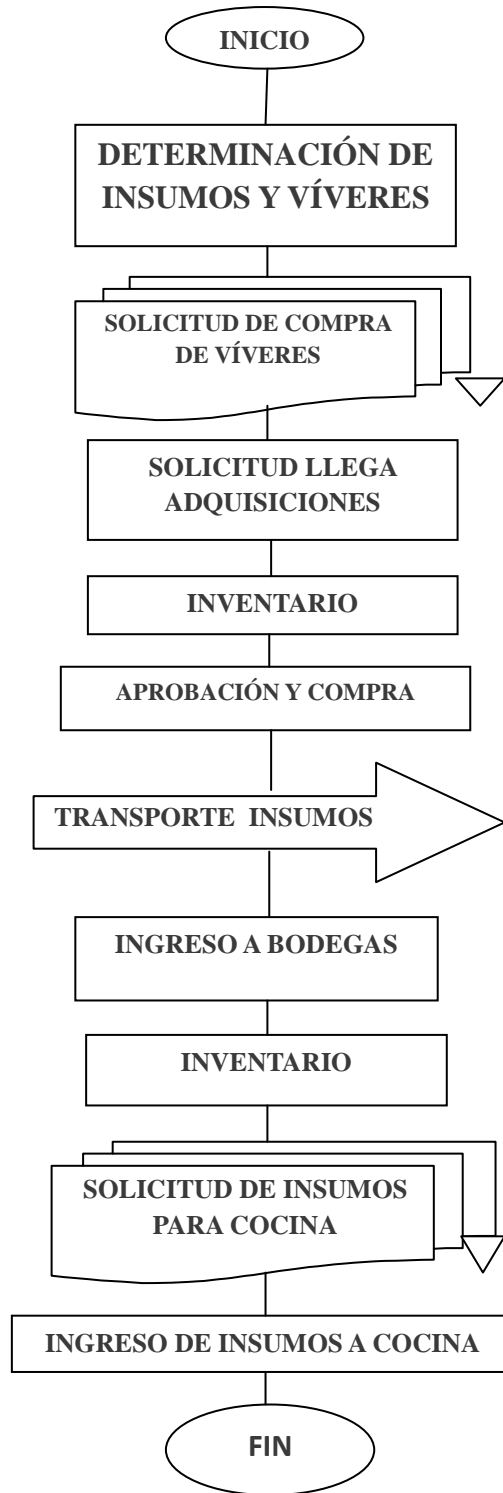 INICIO
DETERMINACIÓN DE
INSUMOS Y VÍVERES
SOLICITUD DE COMPRA
DE VÍVERES
SOLICITUD LLEGA
ADQUISICIONES
INVENTARIO
APROBACIÓN Y COMPRA
TRANSPORTE INSUMOS
INGRESO A BODEGAS
INVENTARIO
SOLICITUD DE INSUMOS
PARA COCINA
INGRESO DE INSUMOS A COCINA
FIN